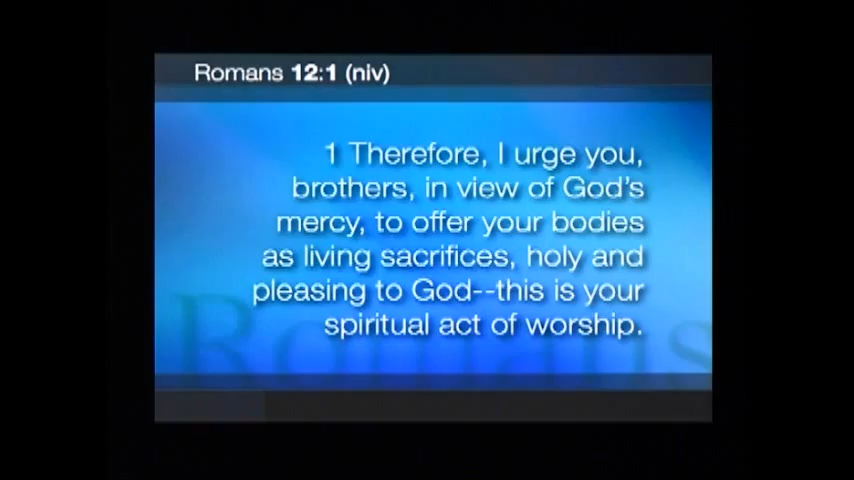 Romans 12:1 (niv)
1 Therefore, I urge you,
brothers, in view of God's
mercy, to offer your bodies
as living sacrifices, holy and
pleasing to God--this is your
spiritual act of worship.
Romans